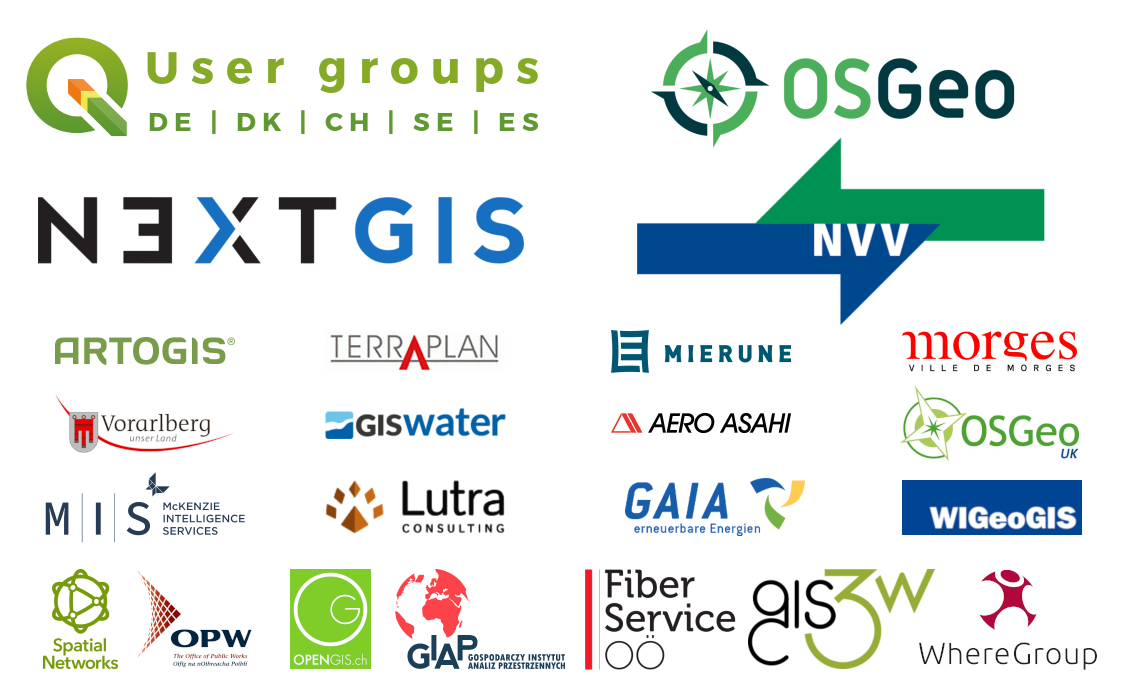 User groups
DE | DK | CH | SE | ES
OSGeo
NEXTGIS
NVV
ARTOGIS®
TERRAPLAN
MIERUNE
morges
VILLE DE MORGES
Vorarlberg
unser Land
GISwater
AERO ASAHI
OSGeo
UK
MIS
McKENZIE
INTELLIGENCE
SERVICES
Lutra
CONSULTING
GAIA
erneuerbare Energien
WIGeoGIS
Spatial
Networks
OPW
The Office of Public Works
Oifig na nOibreacha Poiblí
G
OPENGIS.ch
GIAP
GOSPODARCZY INSTYTUT
ANALIZ PRZESTRZENNYCH
Fiber
Service
OÖ
gis3w
WhereGroup